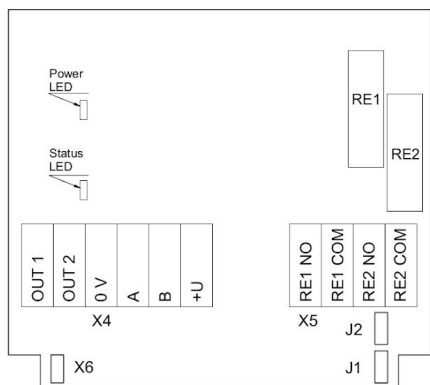 Power
LED
RE1
RE2
Status
LED
OUT 1
OUT 2
0 V
A
B
+U
RE1 NO
RE1 COM
RE2 NO
RE2 COM
X4
X5
J2
X6
J1